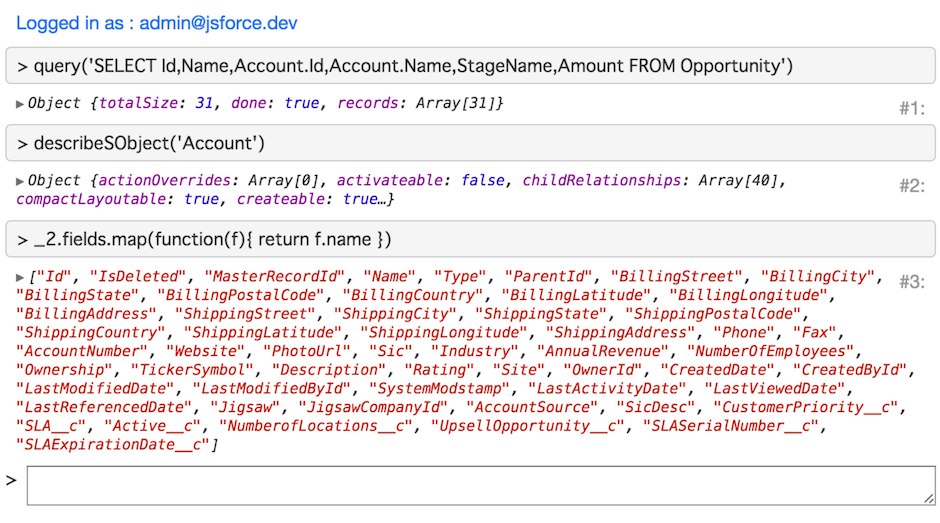 Logged in as : admin@jsforce.dev
> query('SELECT Id,Name,Account.Id,Account.Name,StageName,Amount FROM Opportunity')
▶Object {totalSize: 31, done: true, records: Array[31]}
#1:
> describeSObject('Account')
▶Object {actionOverrides: Array[0], activateable: false, childRelationships: Array[40],
#2:
compactLayoutable: true, createable: true…}
> _2.fields.map(function(f){ return f.name })
▶["Id", "IsDeleted", "MasterRecordId", "Name", "Type", "ParentId", "BillingStreet", "BillingCity",
#3:
"BillingState", "BillingPostalCode", "BillingCountry", "BillingLatitude", "BillingLongitude",
"BillingAddress", "ShippingStreet", "ShippingCity", "ShippingState", "ShippingPostalCode",
"ShippingCountry", "ShippingLatitude", "ShippingLongitude", "ShippingAddress", "Phone", "Fax",
"AccountNumber", "Website", "PhotoUrl", "Sic", "Industry", "AnnualRevenue", "NumberOfEmployees",
"Ownership", "TickerSymbol", "Description", "Rating", "Site", "OwnerId", "CreatedDate", "CreatedById",
"LastModifiedDate", "LastModifiedById", "SystemModstamp", "LastActivityDate", "LastViewedDate",
"LastReferencedDate", "Jigsaw", "JigsawCompanyId", "AccountSource", "SicDesc", "CustomerPriority__c",
"SLA__c", "Active__c", "NumberofLocations__c", "UpsellOpportunity__c", "SLASerialNumber__c",
"SLAExpirationDate__c"]
>